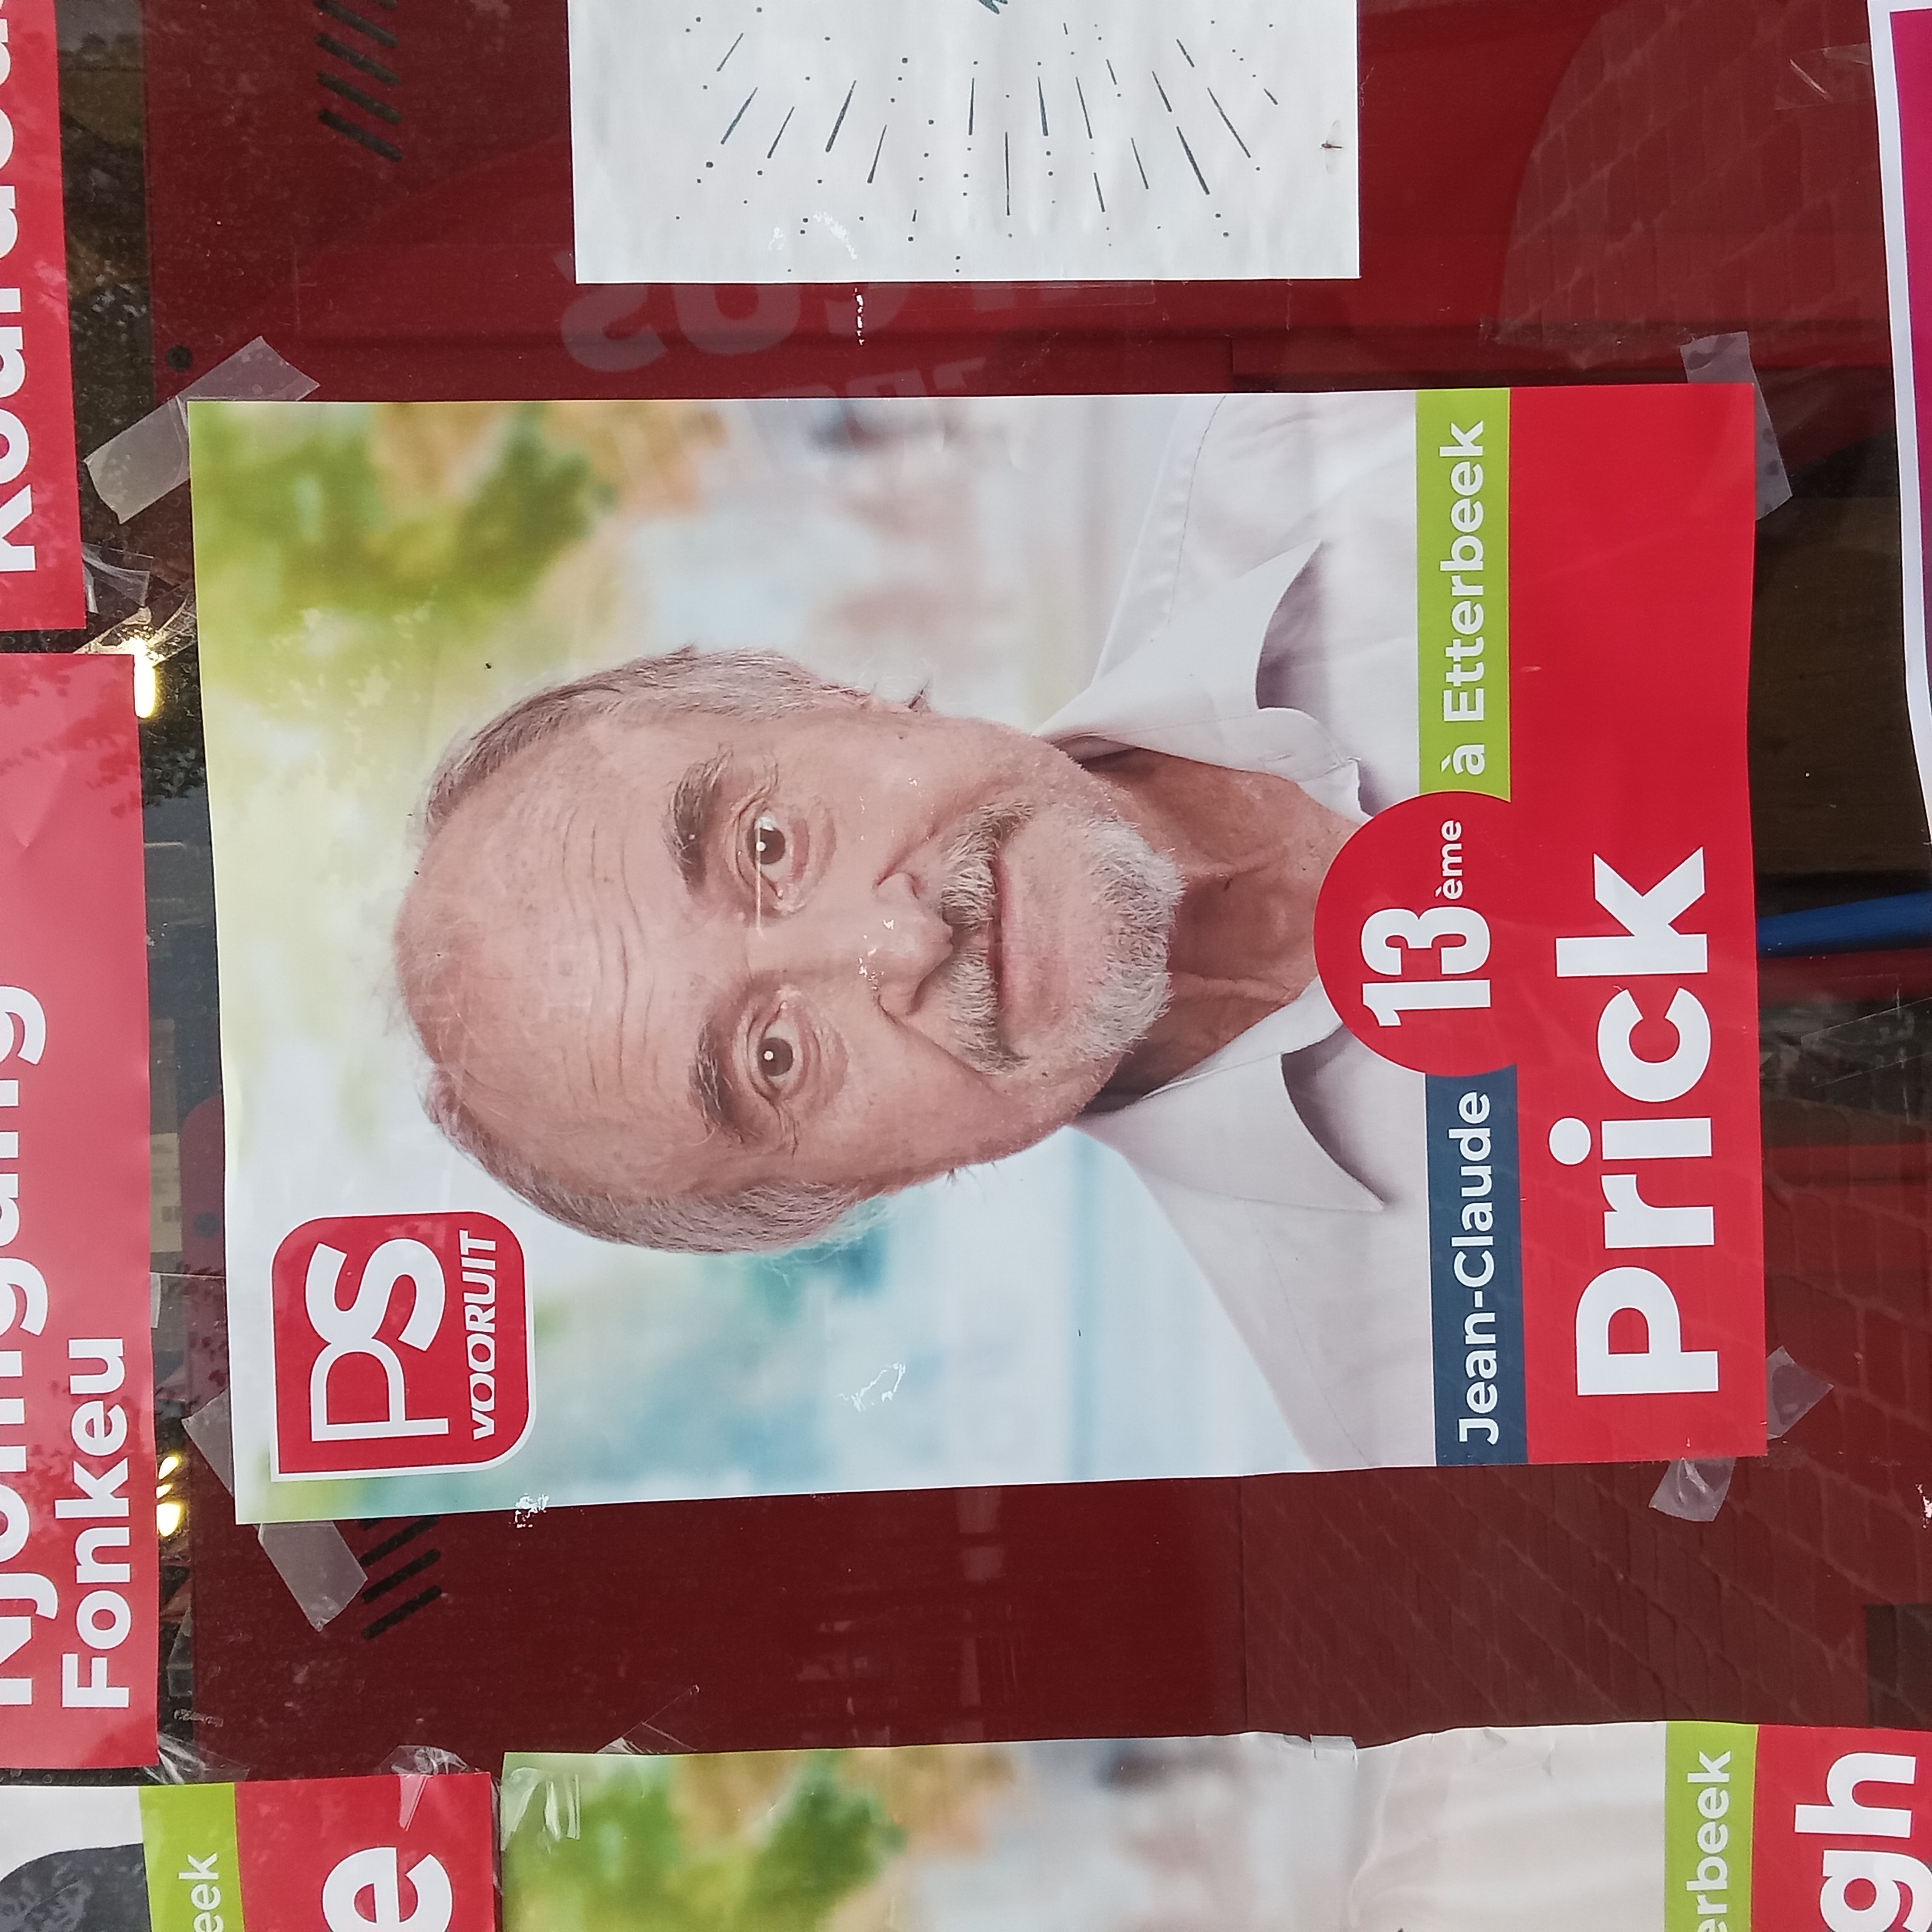 PS
VOORUIT
Jean-Claude
13ème
à Etterbeek
Prick
Fonkeu